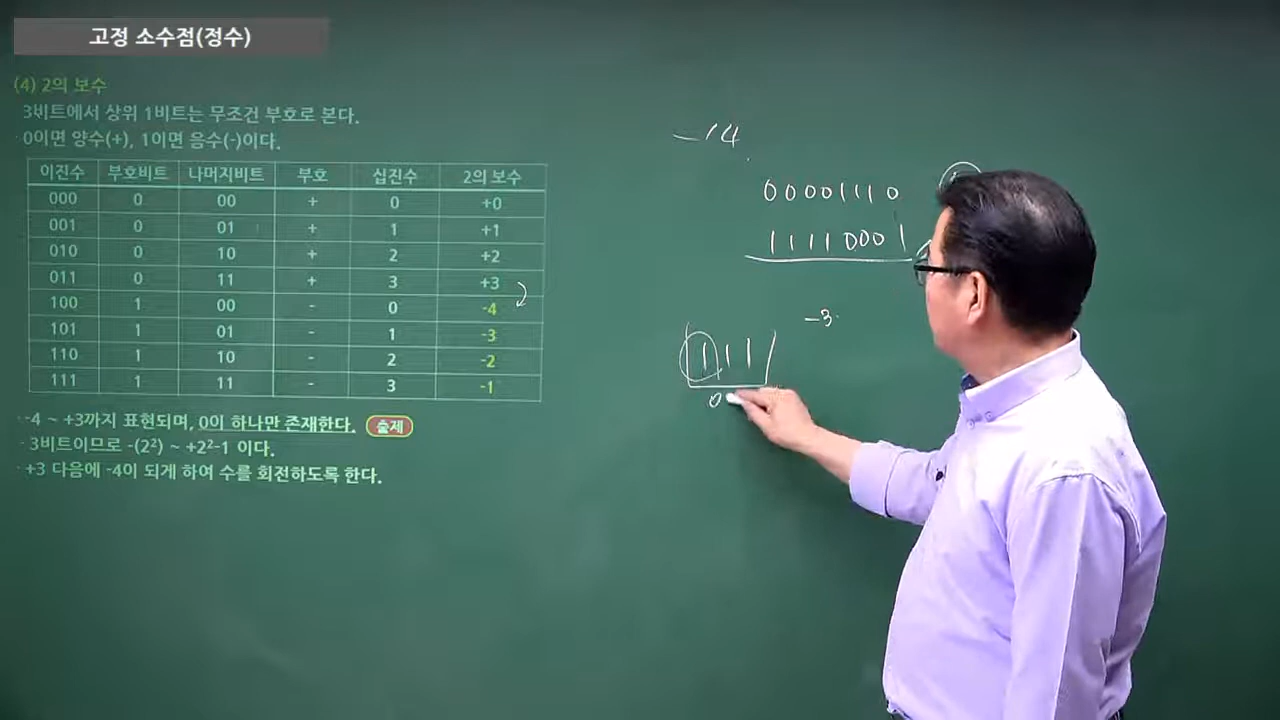 고정 소수점(정수)
(4) 2의 보수
3비트에서 상위 1비트는 무조건 부호로 본다.
·0이면 양수(+), 1이면 음수(-)이다.
이진수 부호비트 나머지비트 부호 십진수 2의 보수
000 0 00 + 0 +0
001 0 01 + 1 +1
010 0 10 + 2 +2
011 0 11 + 3 +3
100 1 00 - 0 -4
101 1 01 - 1 -3
110 1 10 - 2 -2
111 1 11 - 3 -1
·-4 ~ +3까지 표현되며, 0이 하나만 존재한다. 출제
· 3비트이므로 -(2²) ~ +2²-1 이다.
· +3 다음에 -4이 되게 하여 수를 회전하도록 한다.
-14
00001110
11110001
-3
111
0